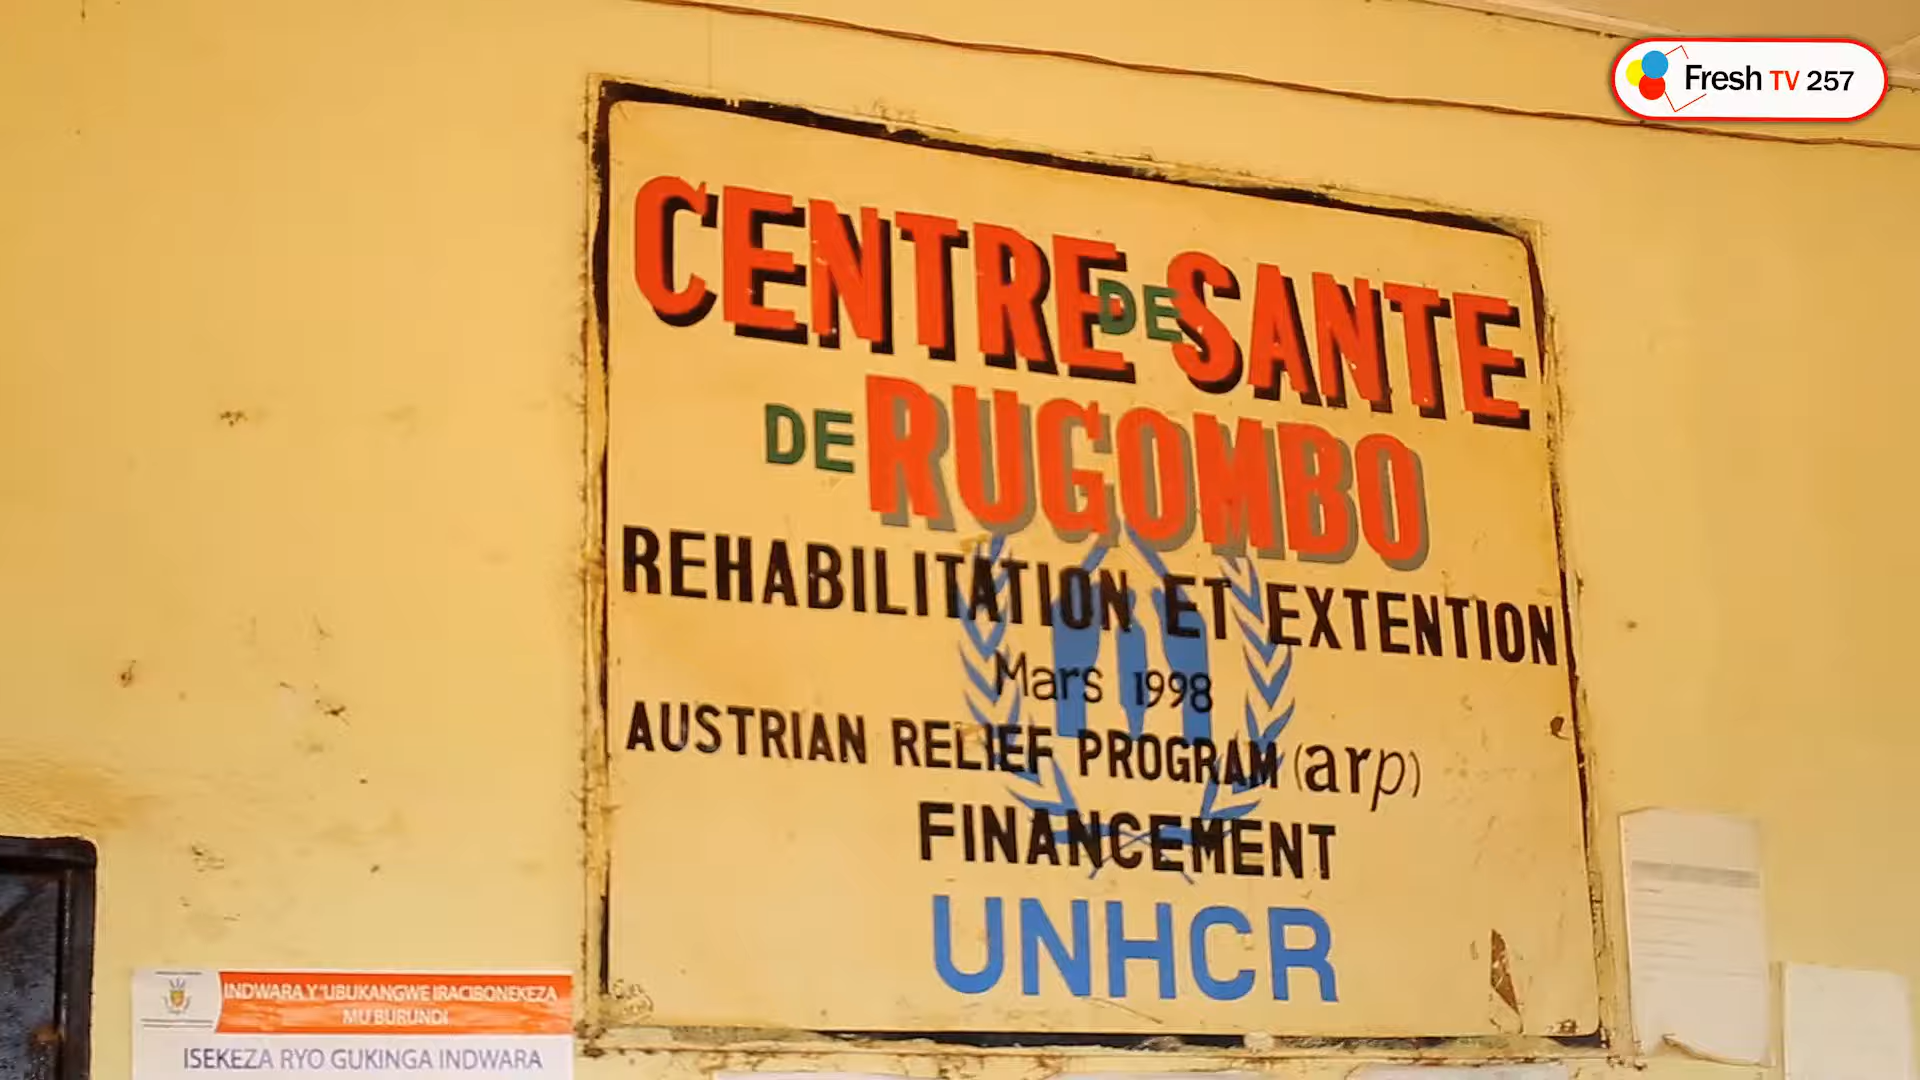 Fresh TV 257
CENTRE DE SANTE
DE RUGOMBO
REHABILITATION ET EXTENTION
Mars 1998
AUSTRIAN RELIEF PROGRAM (arp)
FINANCEMENT
UNHCR
INDWARA Y'UBUKANGWE IRACIBONEKEZA
MU BURUNDI
ISEKEZA RYO GUKINGA INDWARA